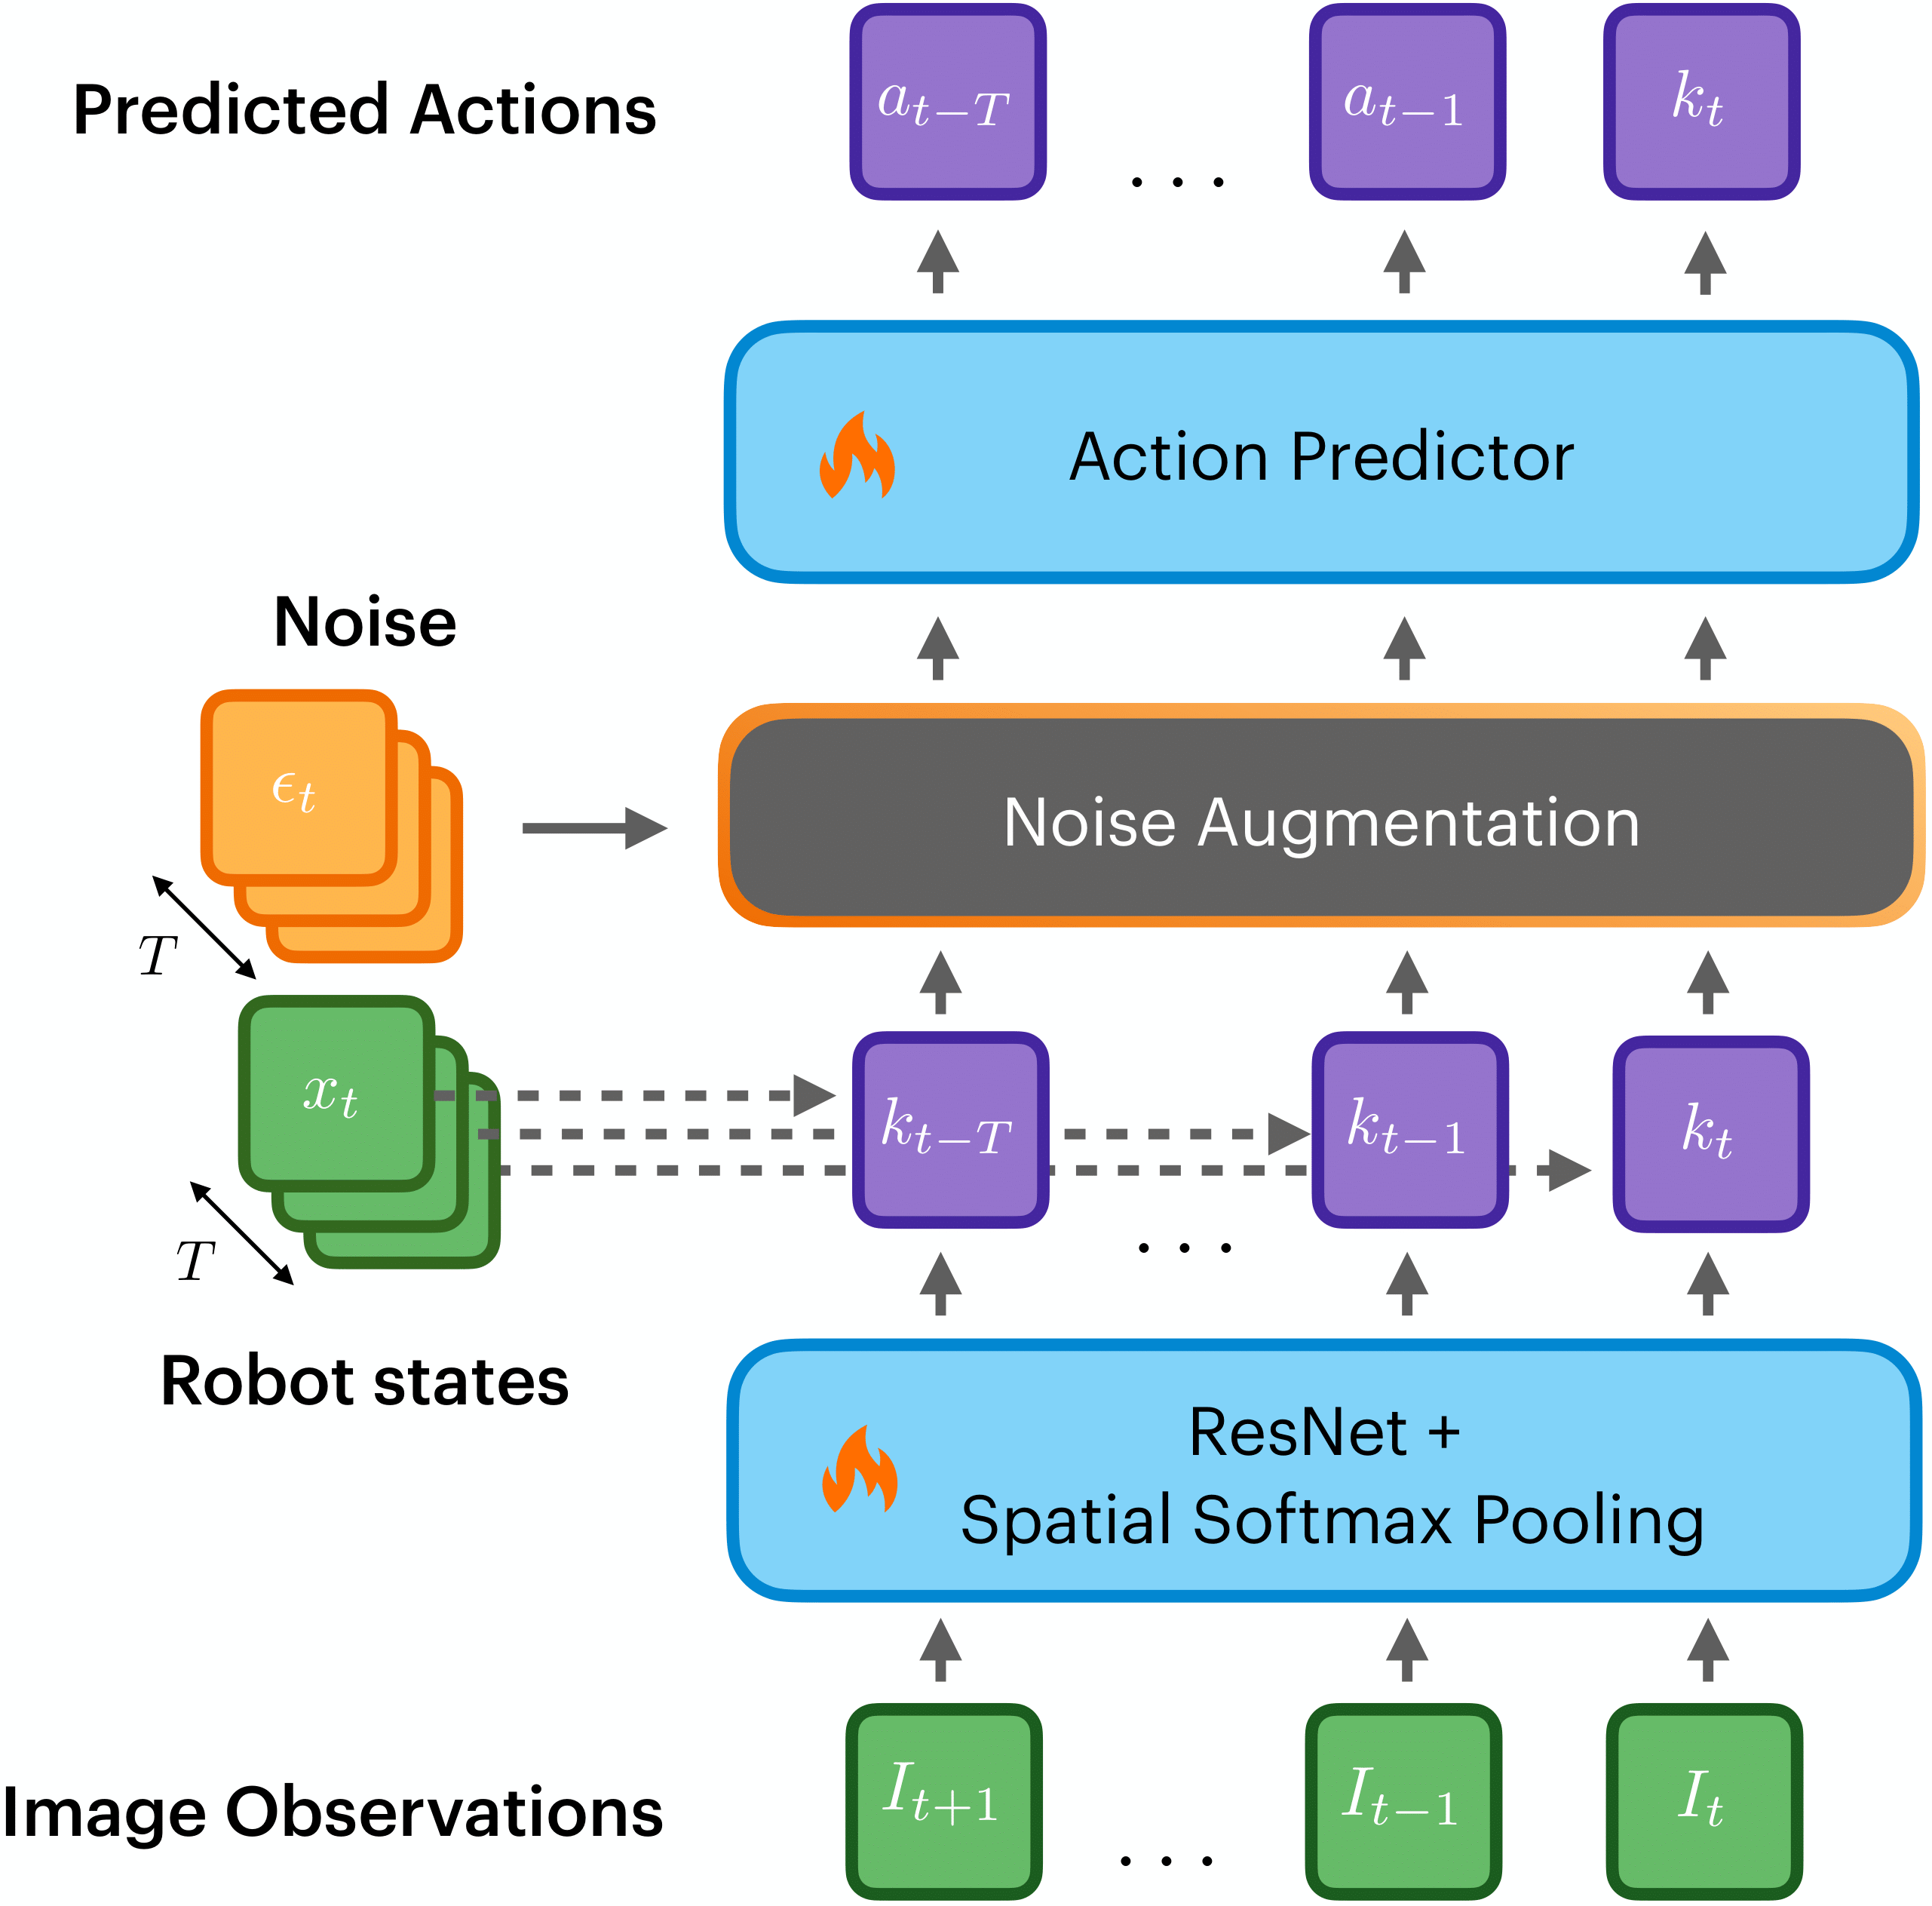 Predicted Actions
a_{t-T}
. . .
a_{t-1}
k_t
Action Predictor
Noise
ϵ_t
T
Noise Augmentation
x_t
T
k_{t-T}
. . .
k_{t-1}
k_t
Robot states
ResNet +
Spatial Softmax Pooling
Image Observations
I_{t+1}
. . .
I_{t-1}
I_t